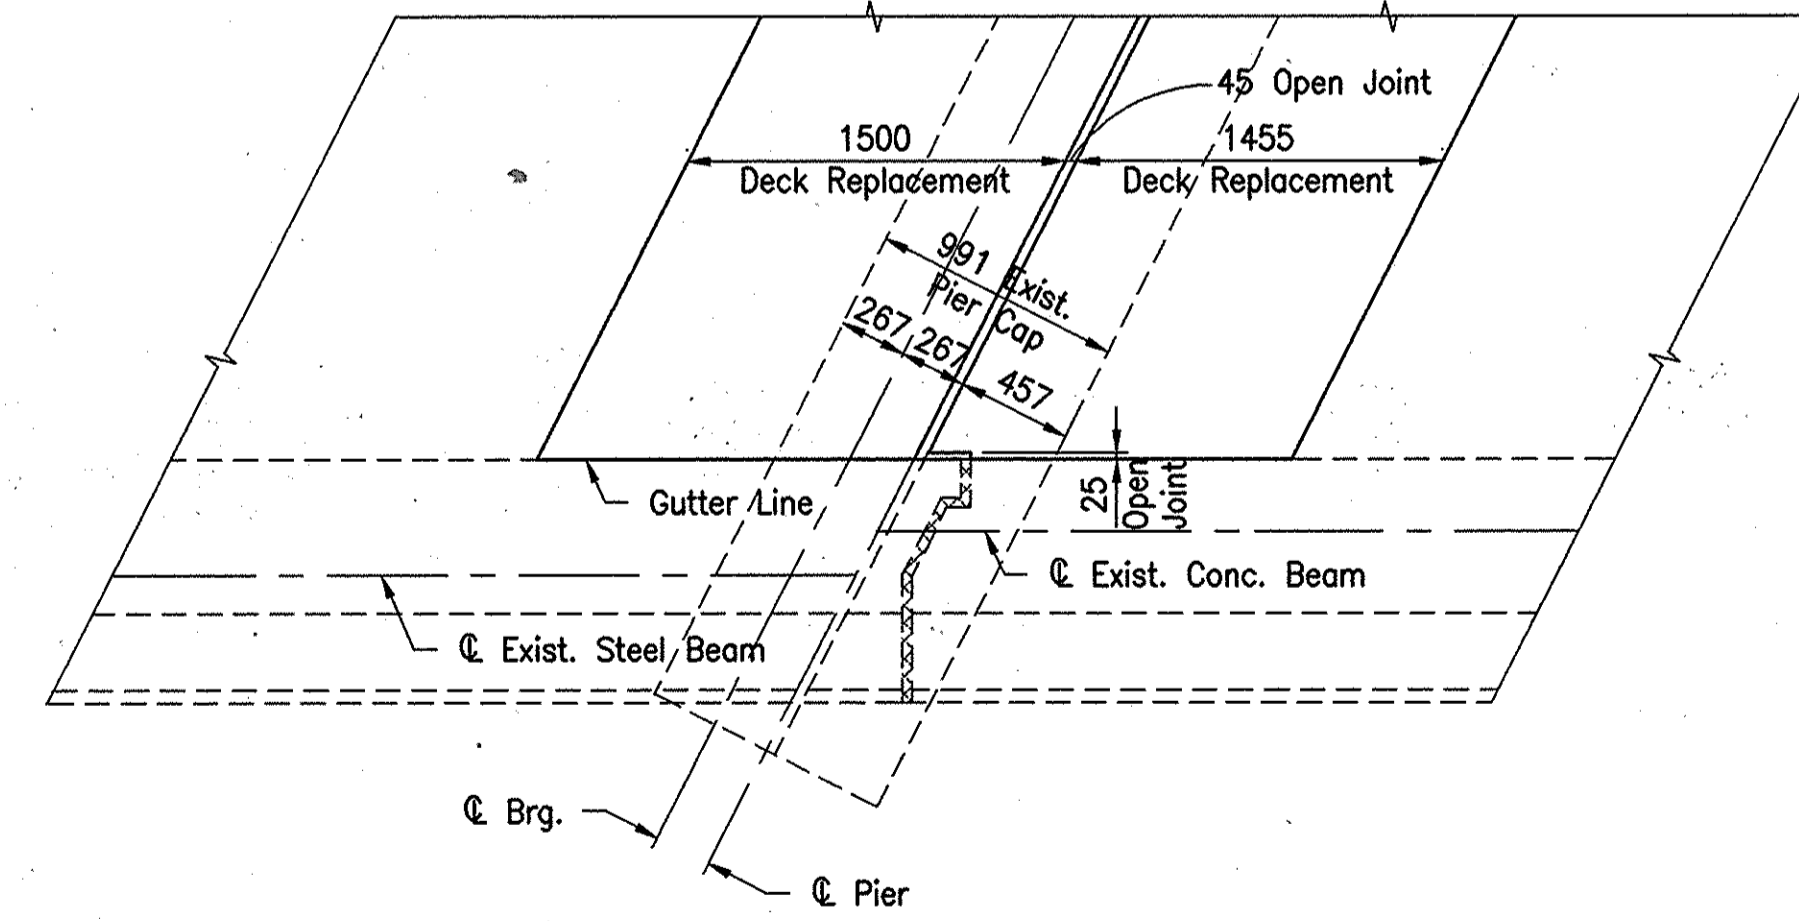 45 Open Joint
1500
Deck Replacement
1455
Deck Replacement
991 Exist.
Pier Cap
267
267
457
25
Open
Joint
Gutter Line
℄ Exist. Conc. Beam
℄ Exist. Steel Beam
℄ Brg.
℄ Pier